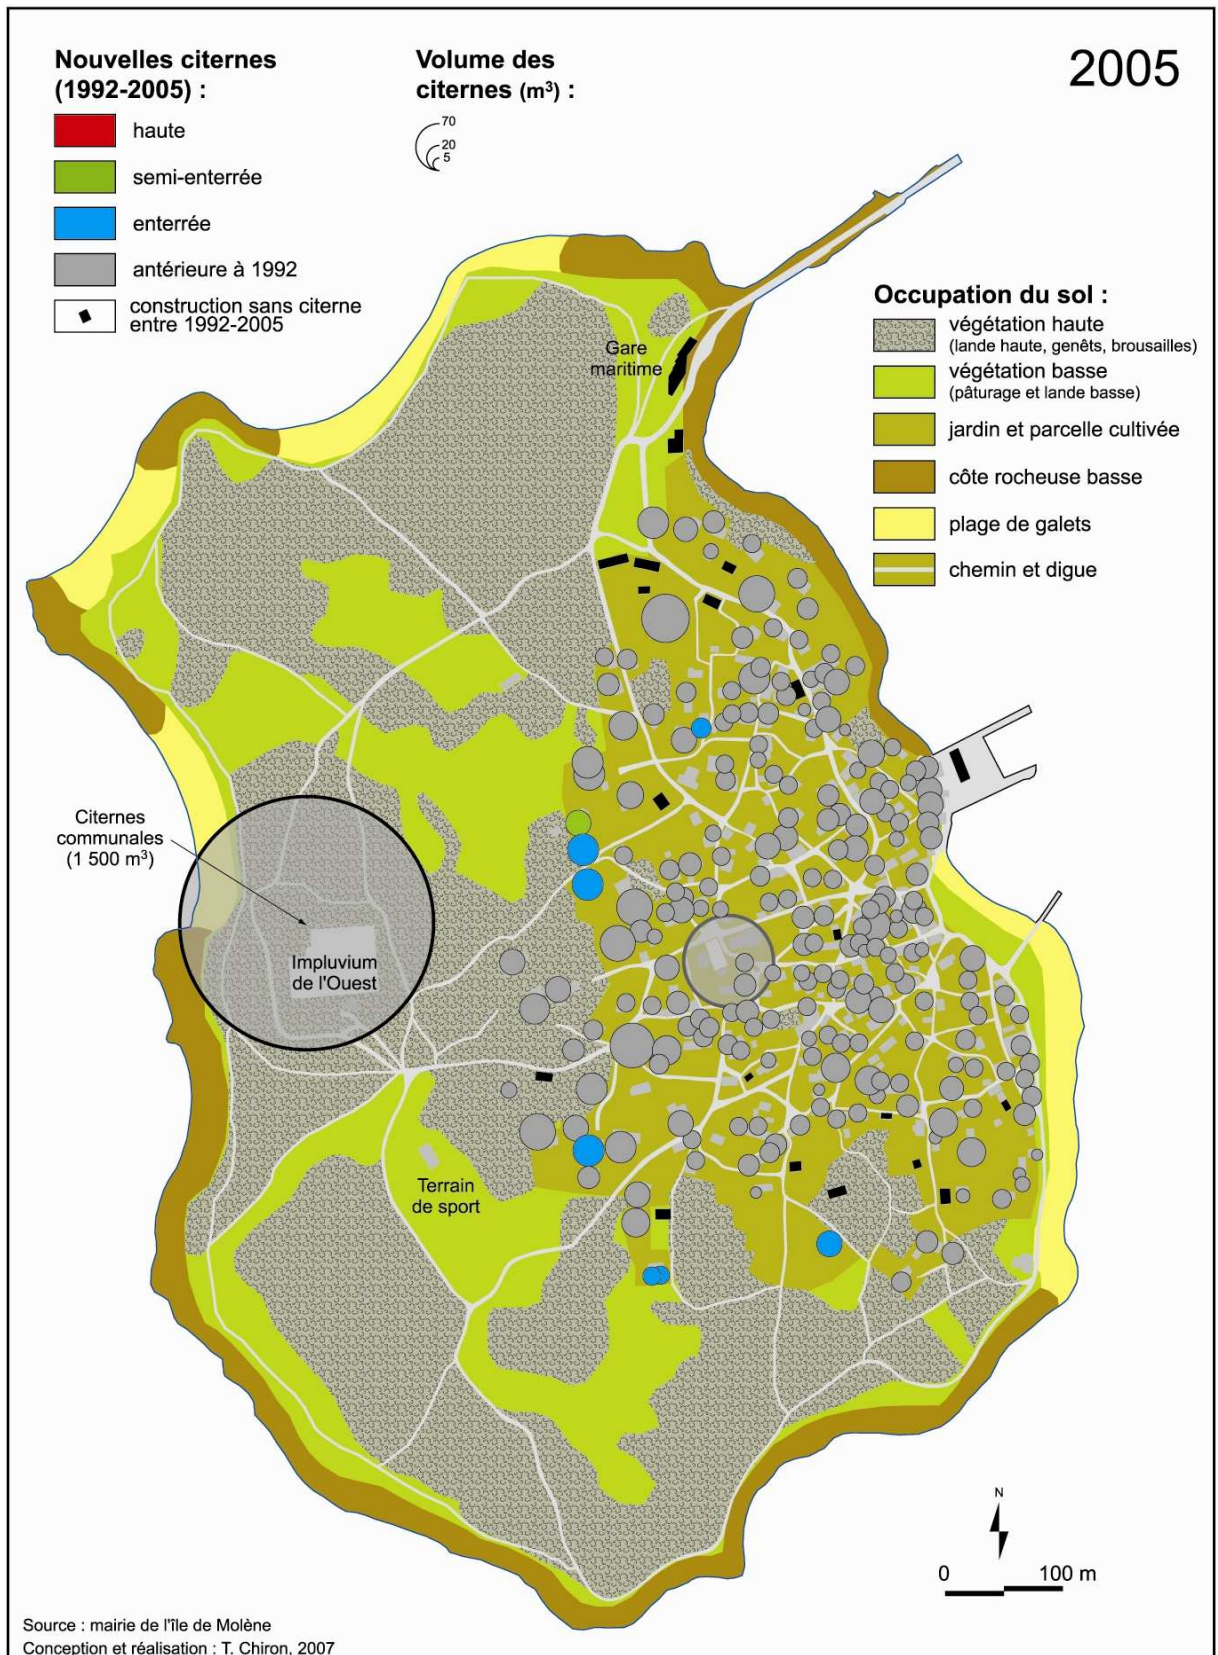 Nouvelles citernes
(1992-2005) :
haute
semi-enterrée
enterrée
antérieure à 1992
construction sans citerne
entre 1992-2005
Volume des
citernes (m³) :
70
20
5
2005
Occupation du sol :
végétation haute
(lande haute, genêts, brousailles)
végétation basse
(pâturage et lande basse)
jardin et parcelle cultivée
côte rocheuse basse
plage de galets
chemin et digue
Gare
maritime
Citernes
communales
(1 500 m³)
Impluvium
de l'Ouest
Terrain
de sport
N
0 100 m
Source : mairie de l'île de Molène
Conception et réalisation : T. Chiron, 2007